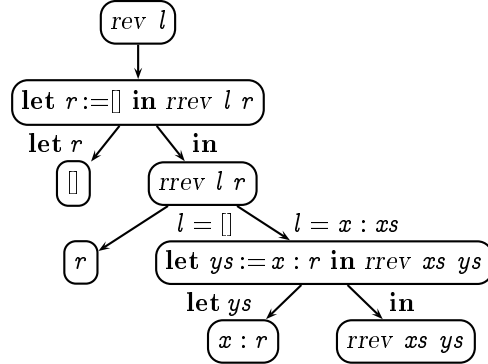 rev l
let r:=[] in rrev l r
let r in
[] rrev l r
l = [] l = x : xs
r let ys:=x : r in rrev xs ys
let ys in
x : r rrev xs ys